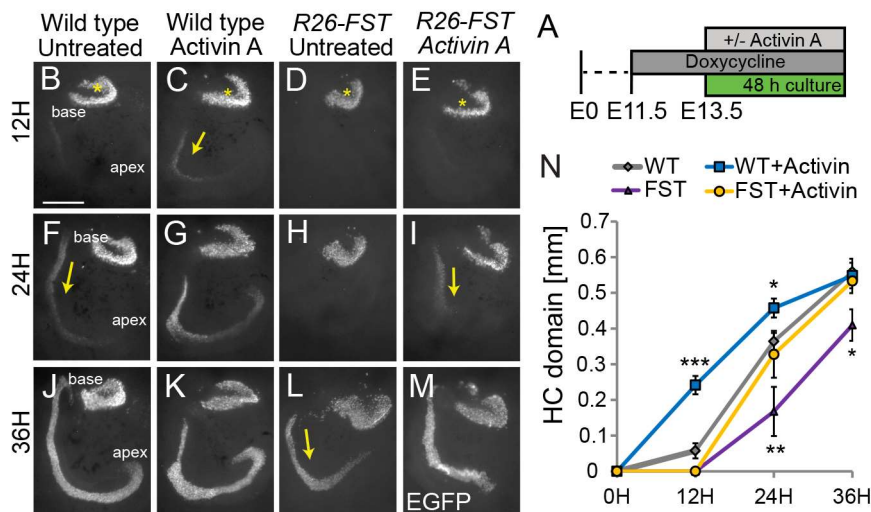 Wild type Untreated
Wild type Activin A
R26-FST Untreated
R26-FST Activin A
12H
B
*
base
apex
C
*
D
*
E
*
24H
F
base
apex
G
H
I
36H
J
base
apex
K
L
M
EGFP
A
+/- Activin A
Doxycycline
48 h culture
E0 E11.5 E13.5
N
WT WT+Activin
FST FST+Activin
HC domain [mm]
0.7
0.6
0.5
0.4
0.3
0.2
0.1
0
***
*
**
*
0H 12H 24H 36H